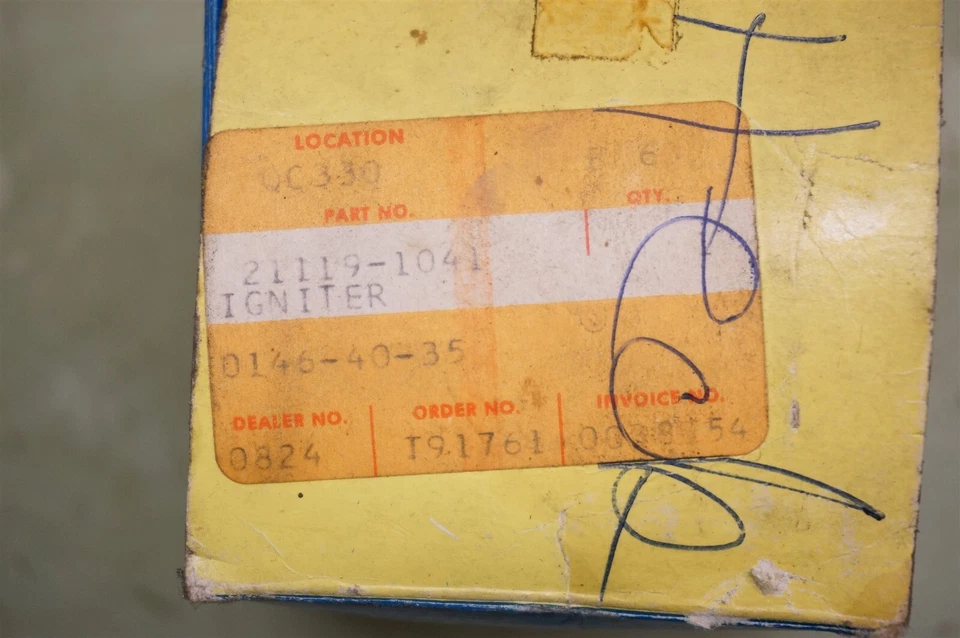 LOCATION
QC330 6
PART NO. QTY.
21119-1041
IGNITER
0146-40-35
DEALER NO. ORDER NO. INVOICE NO.
0824 T91761